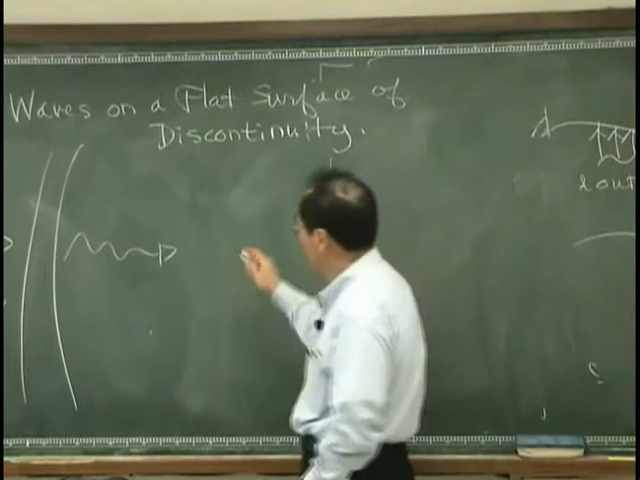 Waves on a Flat Surface of
Discontinuity.